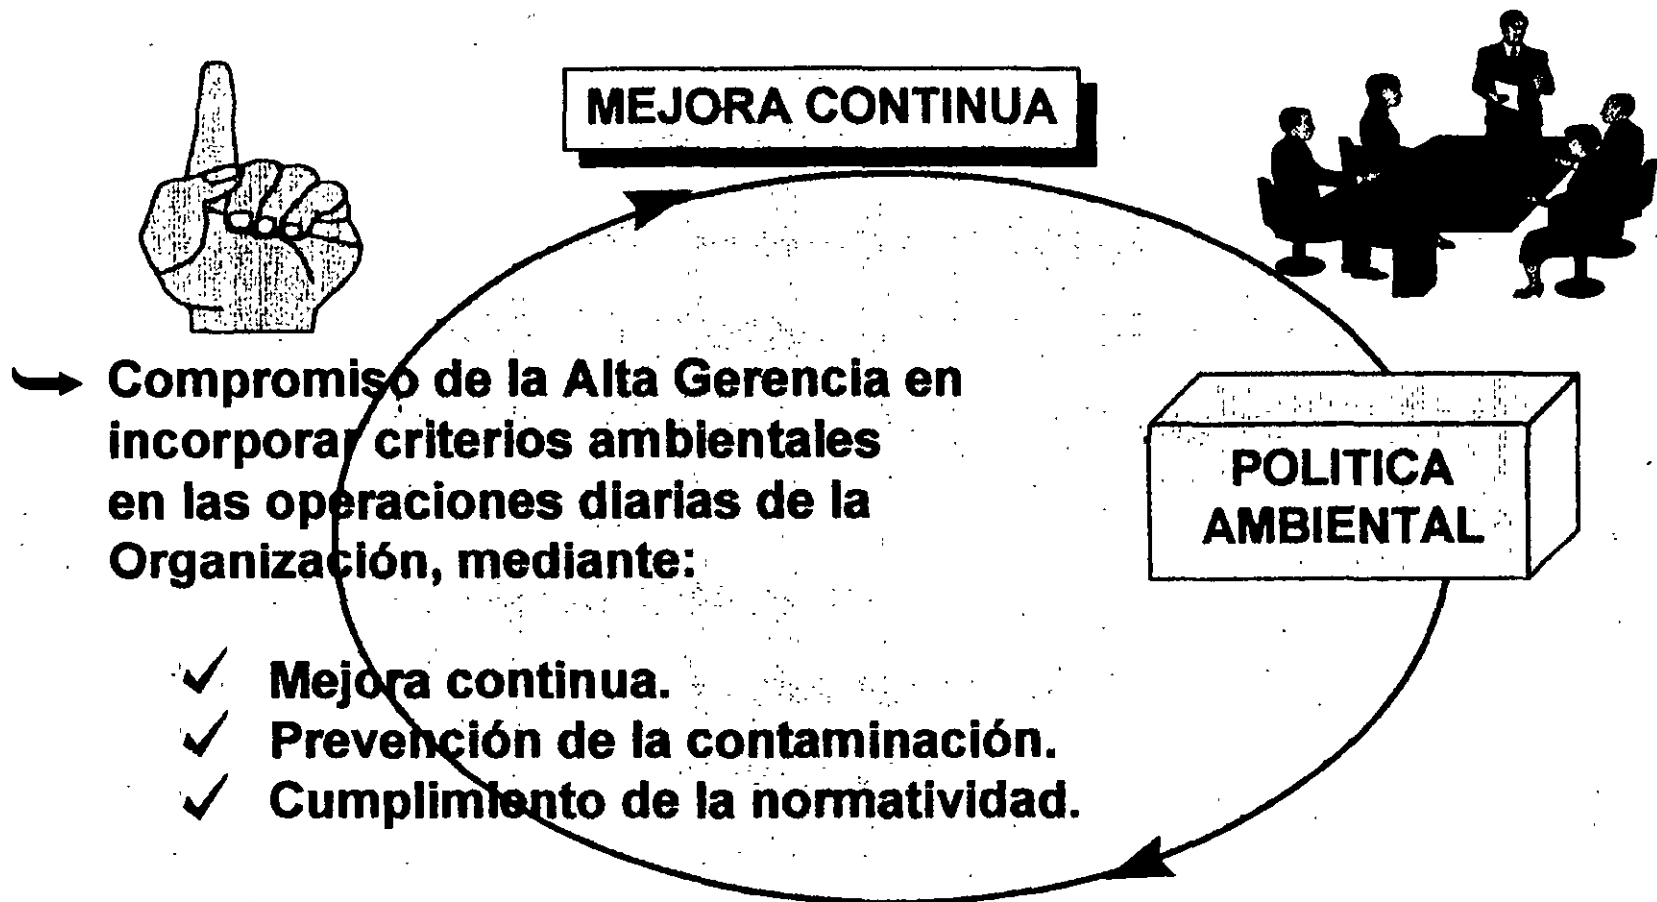 MEJORA CONTINUA
Compromiso de la Alta Gerencia en
incorporar criterios ambientales
en las operaciones diarias de la
Organización, mediante:
Mejora continua.
Prevención de la contaminación.
Cumplimiento de la normatividad.
POLITICA
AMBIENTAL